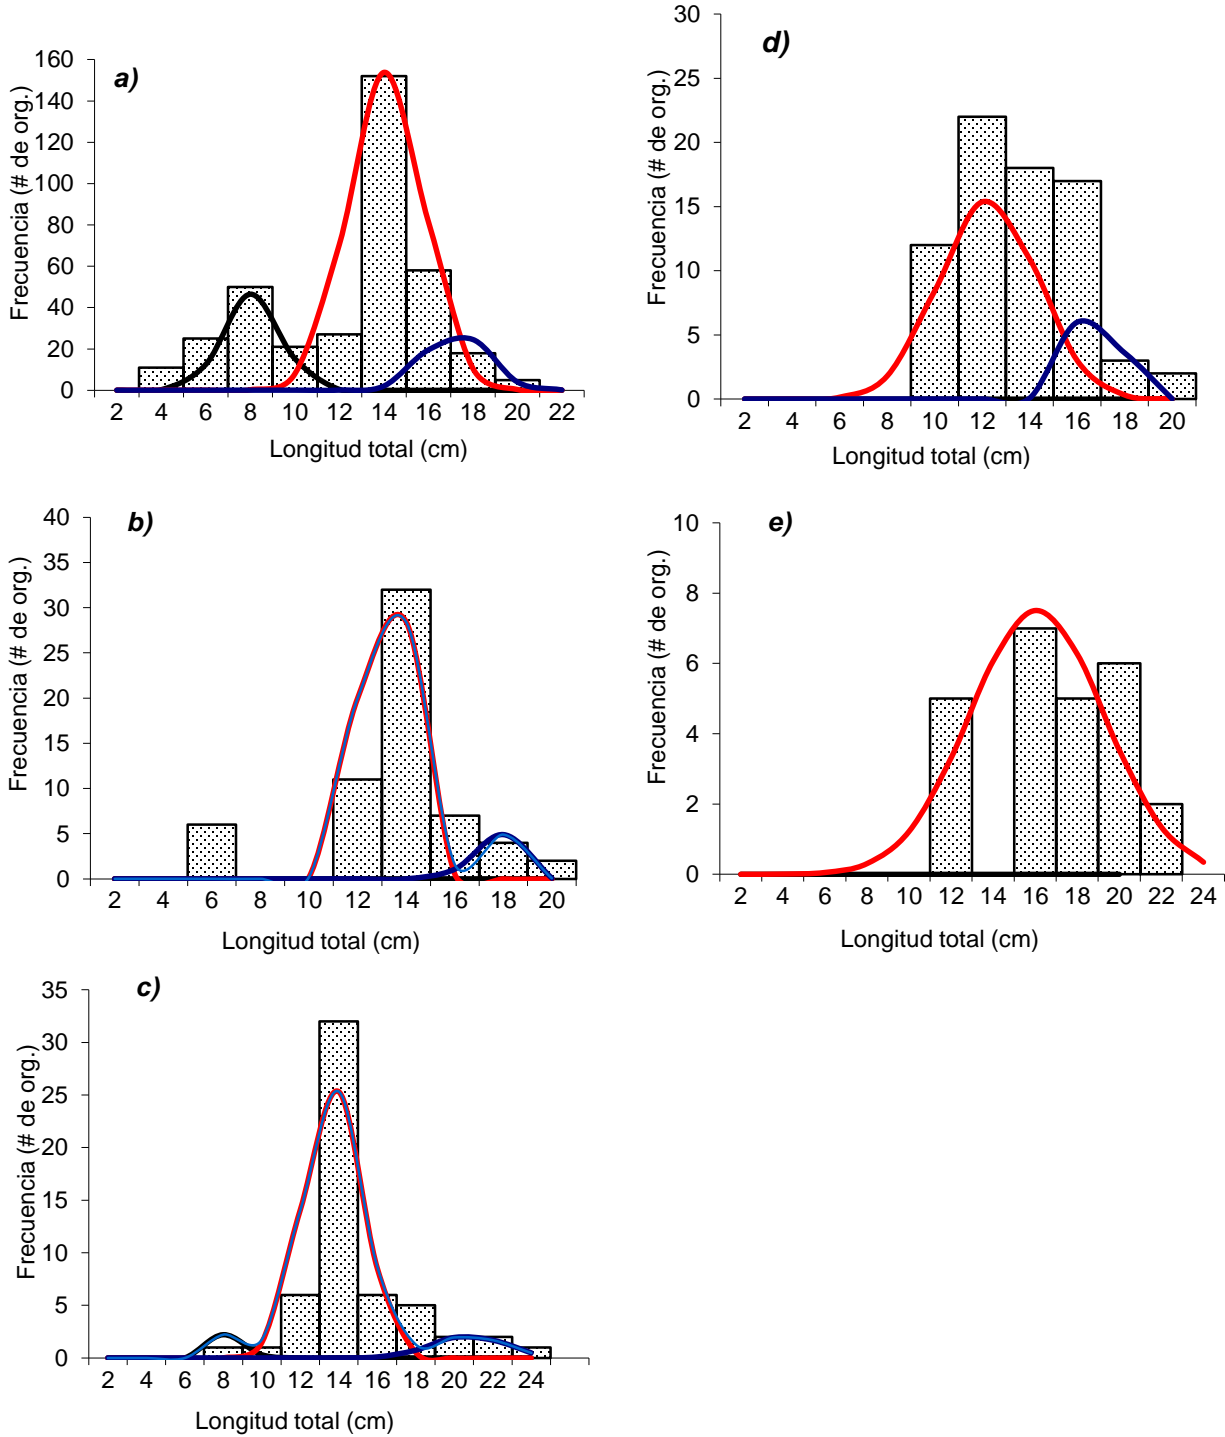 a)
Frecuencia (# de org.)
160
140
120
100
80
60
40
20
0
2 4 6 8 10 12 14 16 18 20 22
Longitud total (cm)
d)
Frecuencia (# de org.)
30
25
20
15
10
5
0
2 4 6 8 10 12 14 16 18 20
Longitud total (cm)
b)
Frecuencia (# de org.)
40
35
30
25
20
15
10
5
0
2 4 6 8 10 12 14 16 18 20
Longitud total (cm)
e)
Frecuencia (# de org.)
10
8
6
4
2
0
2 4 6 8 10 12 14 16 18 20 22 24
Longitud total (cm)
c)
Frecuencia (# de org.)
35
30
25
20
15
10
5
0
2 4 6 8 10 12 14 16 18 20 22 24
Longitud total (cm)